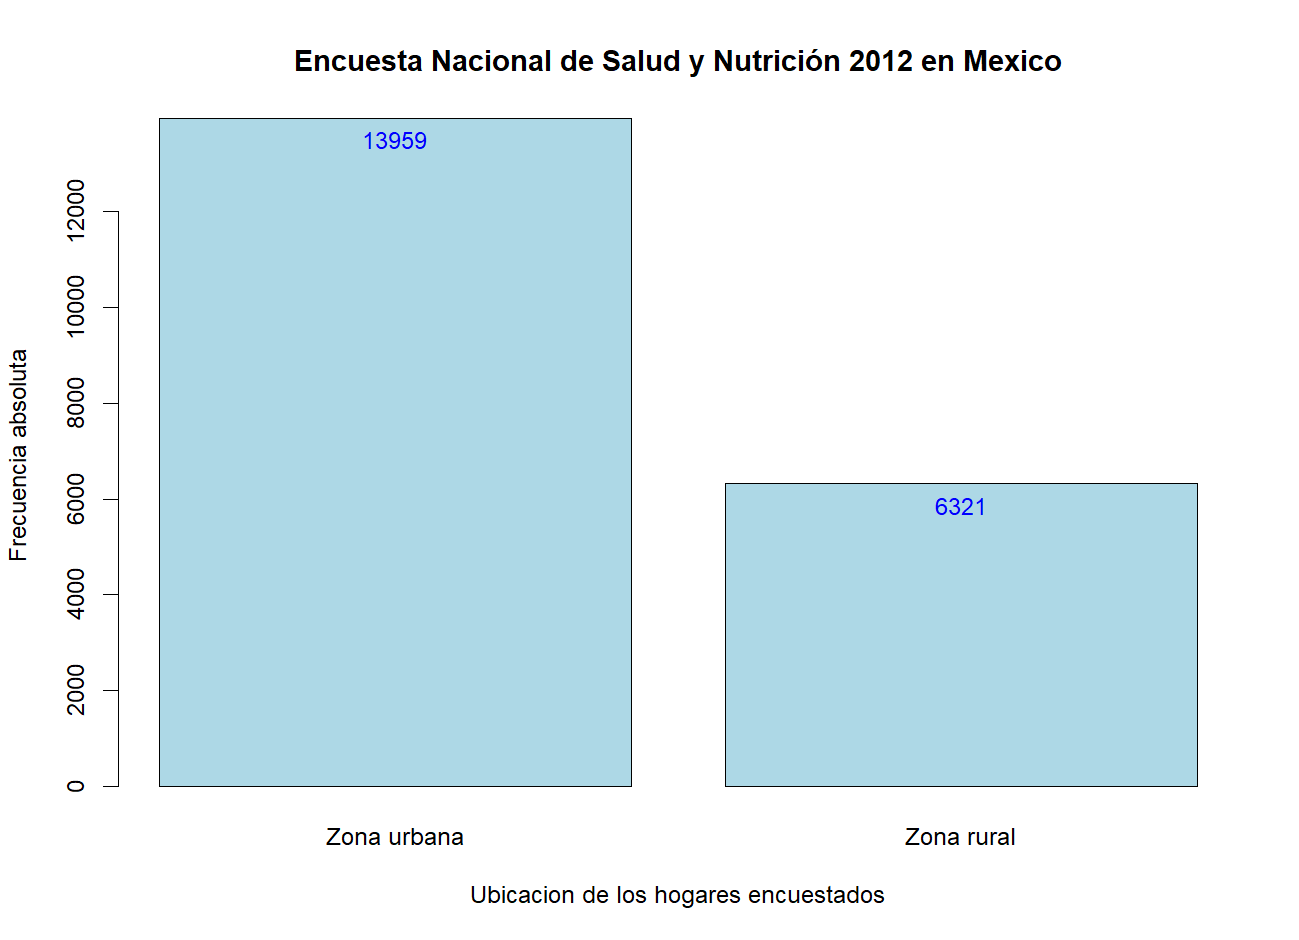 Encuesta Nacional de Salud y Nutrición 2012 en Mexico
13959
6321
Frecuencia absoluta
12000
10000
8000
6000
4000
2000
0
Zona urbana
Zona rural
Ubicacion de los hogares encuestados